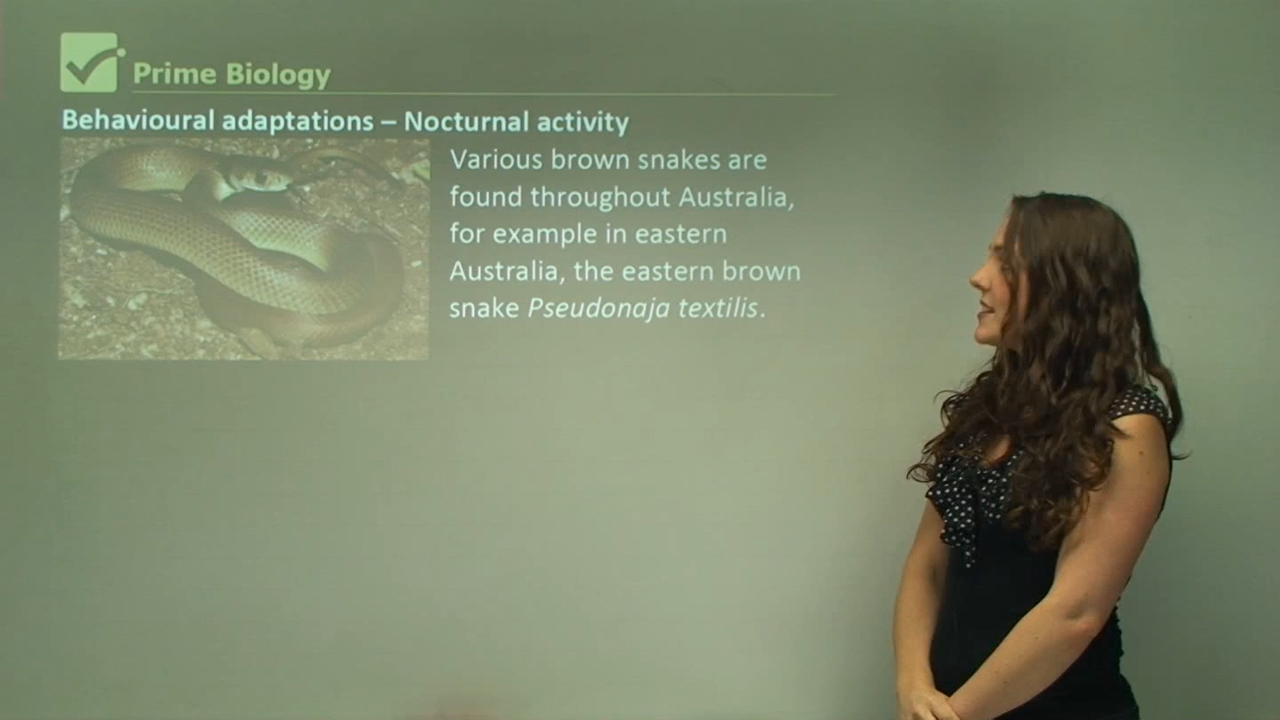 Prime Biology
Behavioural adaptations – Nocturnal activity
Various brown snakes are
found throughout Australia,
for example in eastern
Australia, the eastern brown
snake Pseudonaja textilis.